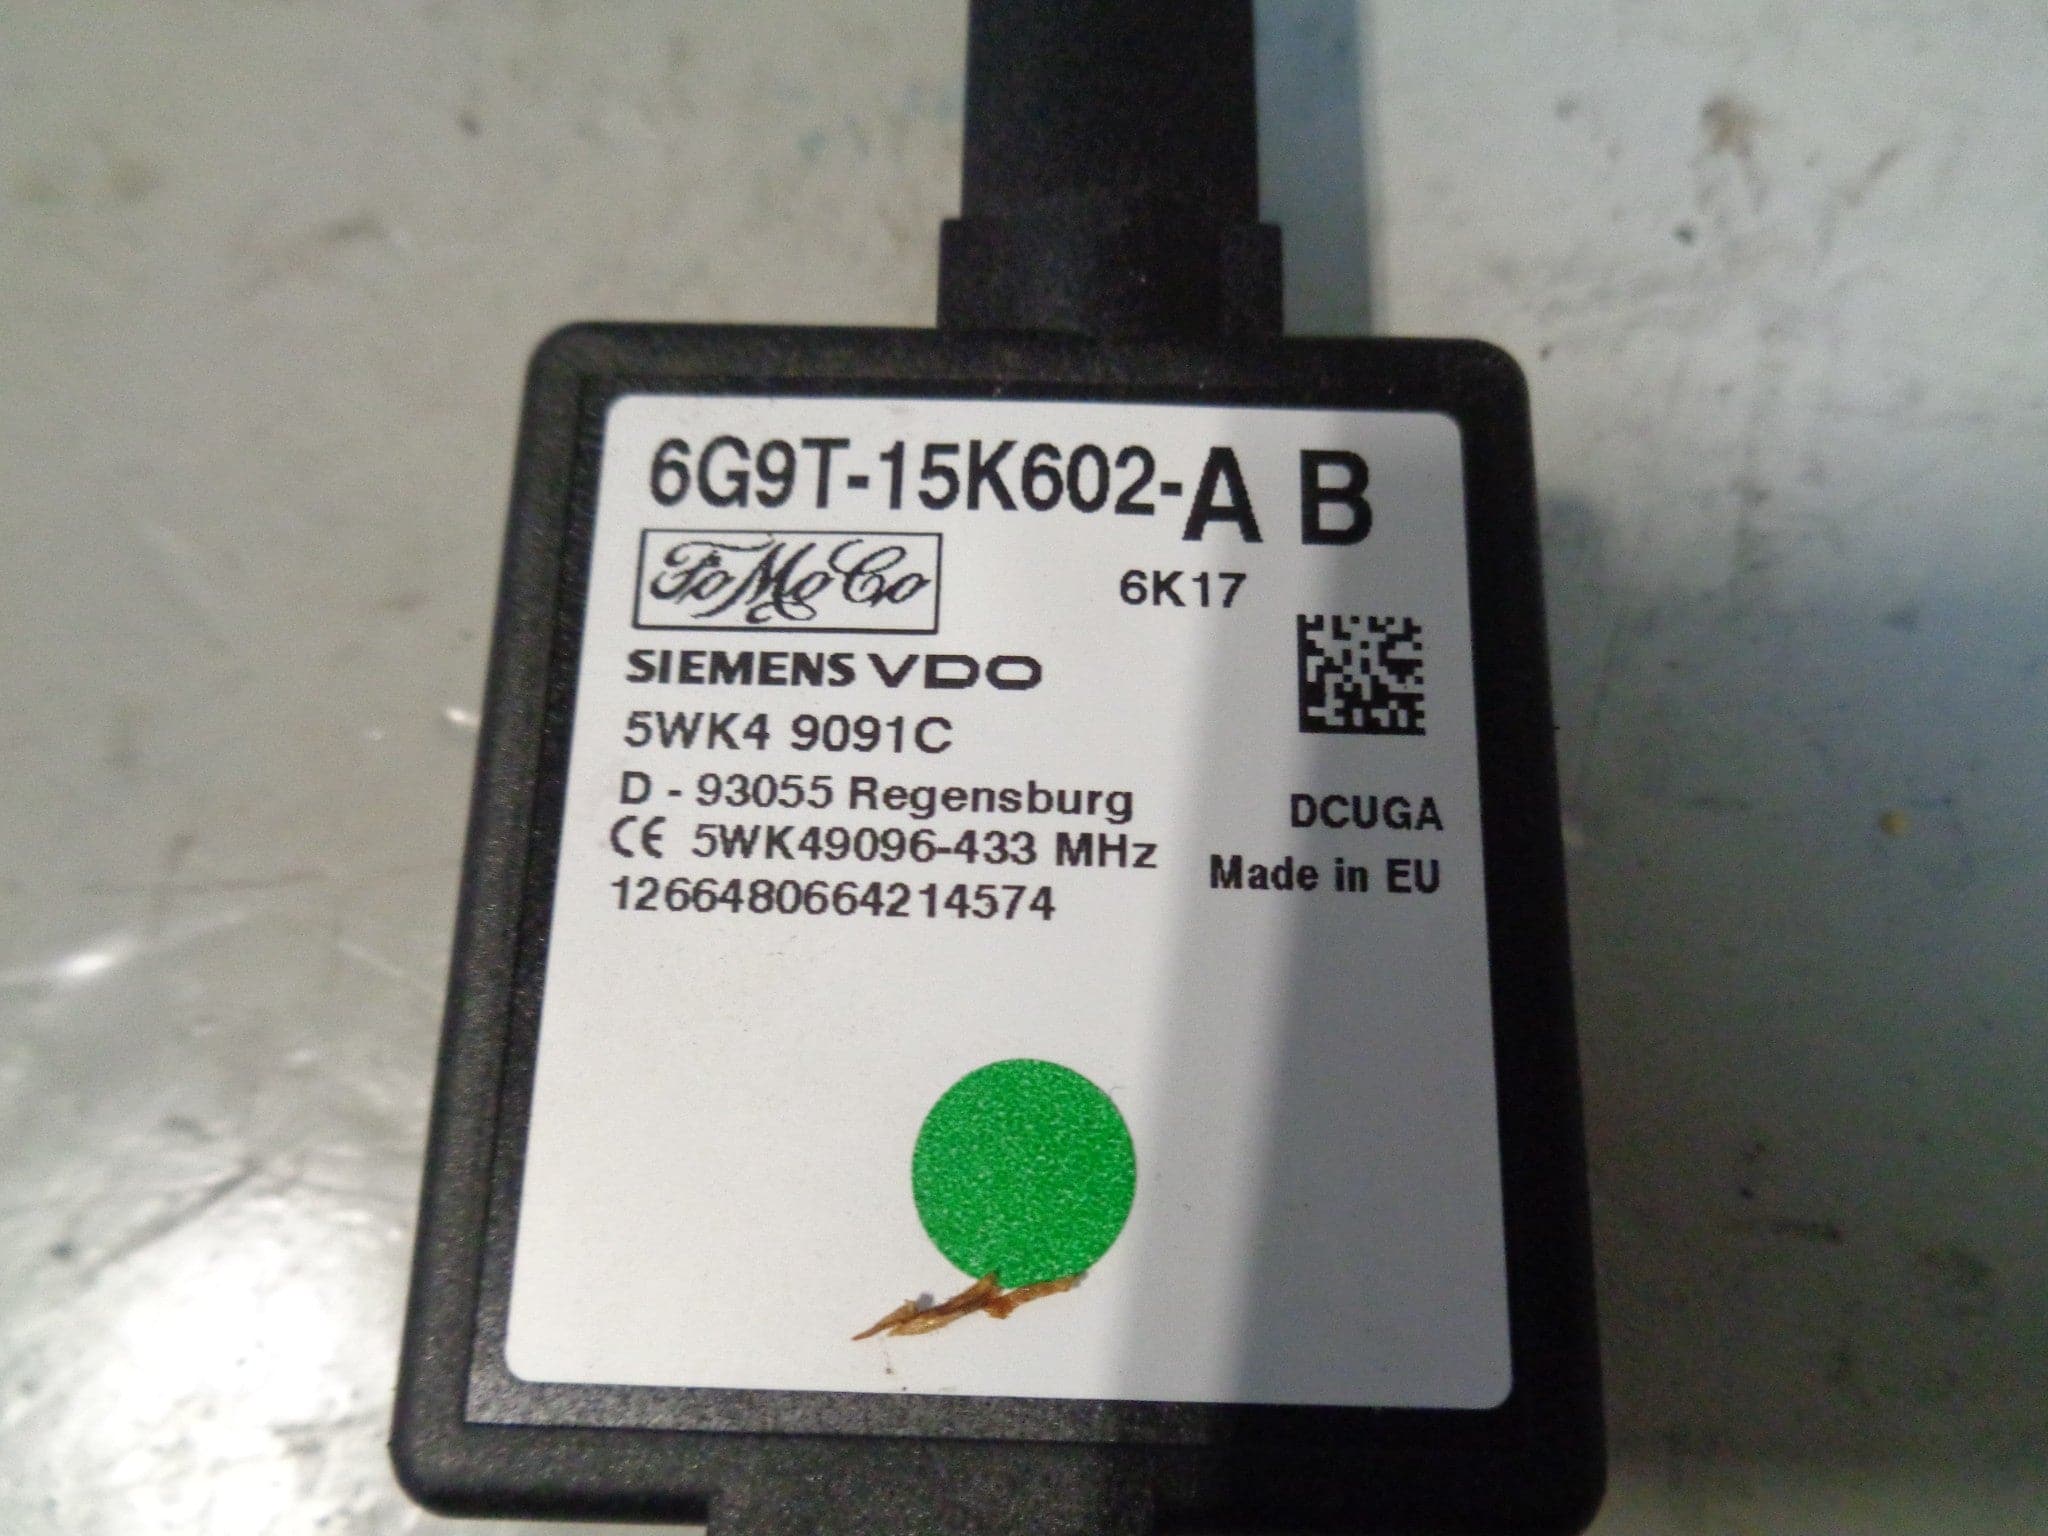 6G9T-15K602-A B
FoMoCo
6K17
SIEMENS VDO
5WK4 9091C
D - 93055 Regensburg
DCUGA
CE 5WK49096-433 MHz
Made in EU
1266480664214574